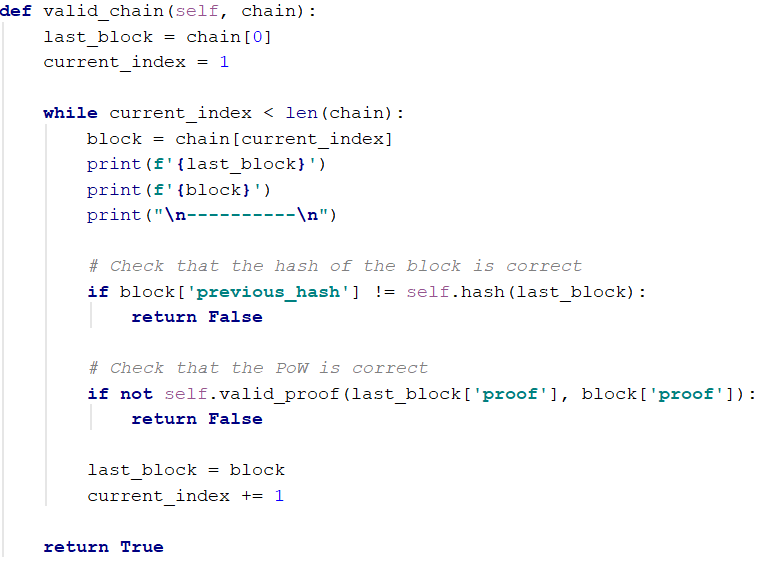 def valid_chain(self, chain):
    last_block = chain[0]
    current_index = 1

    while current_index < len(chain):
        block = chain[current_index]
        print(f'{last_block}')
        print(f'{block}')
        print("\n----------\n")

        # Check that the hash of the block is correct
        if block['previous_hash'] != self.hash(last_block):
            return False

        # Check that the PoW is correct
        if not self.valid_proof(last_block['proof'], block['proof']):
            return False

        last_block = block
        current_index += 1

    return True